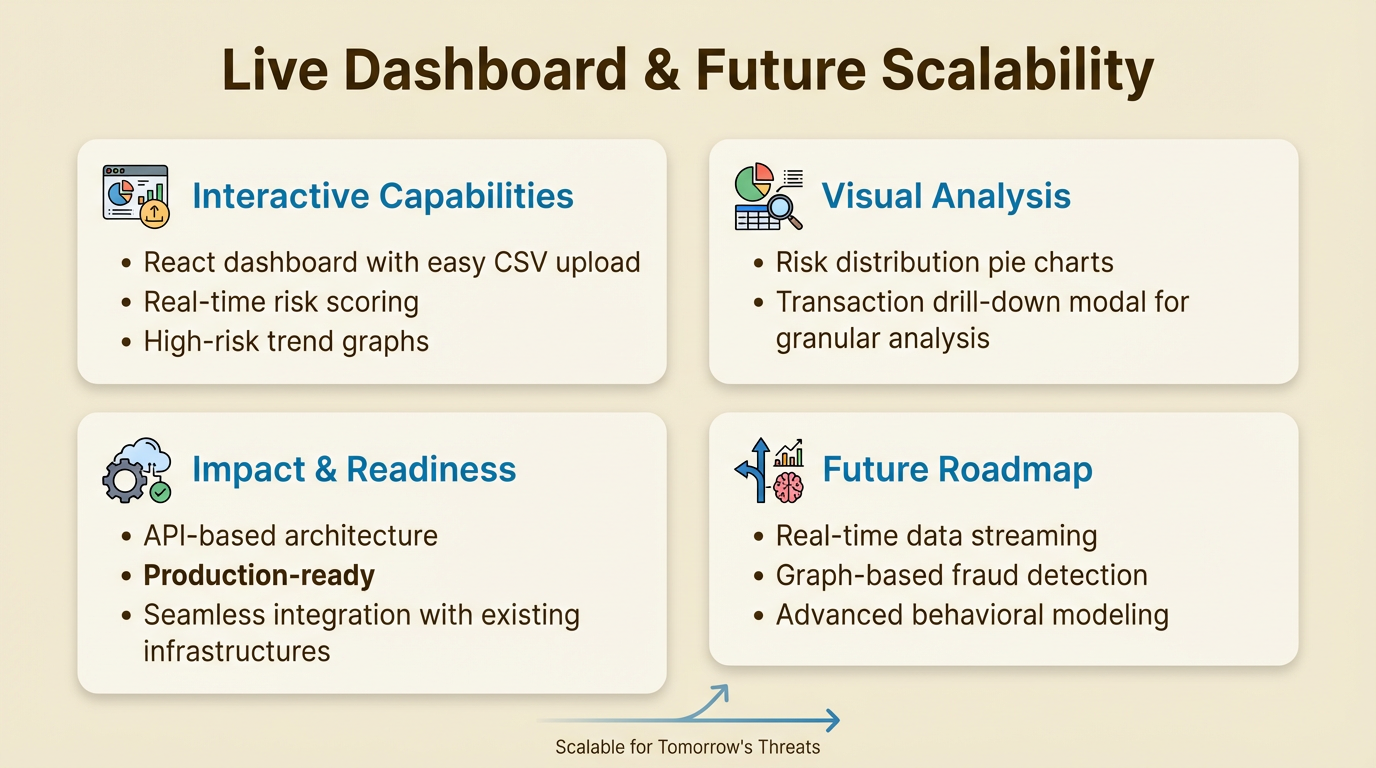 Live Dashboard & Future Scalability
Interactive Capabilities
• React dashboard with easy CSV upload
• Real-time risk scoring
• High-risk trend graphs
Visual Analysis
• Risk distribution pie charts
• Transaction drill-down modal for
granular analysis
Impact & Readiness
• API-based architecture
• Production-ready
• Seamless integration with existing
infrastructures
Future Roadmap
• Real-time data streaming
• Graph-based fraud detection
• Advanced behavioral modeling
Scalable for Tomorrow's Threats